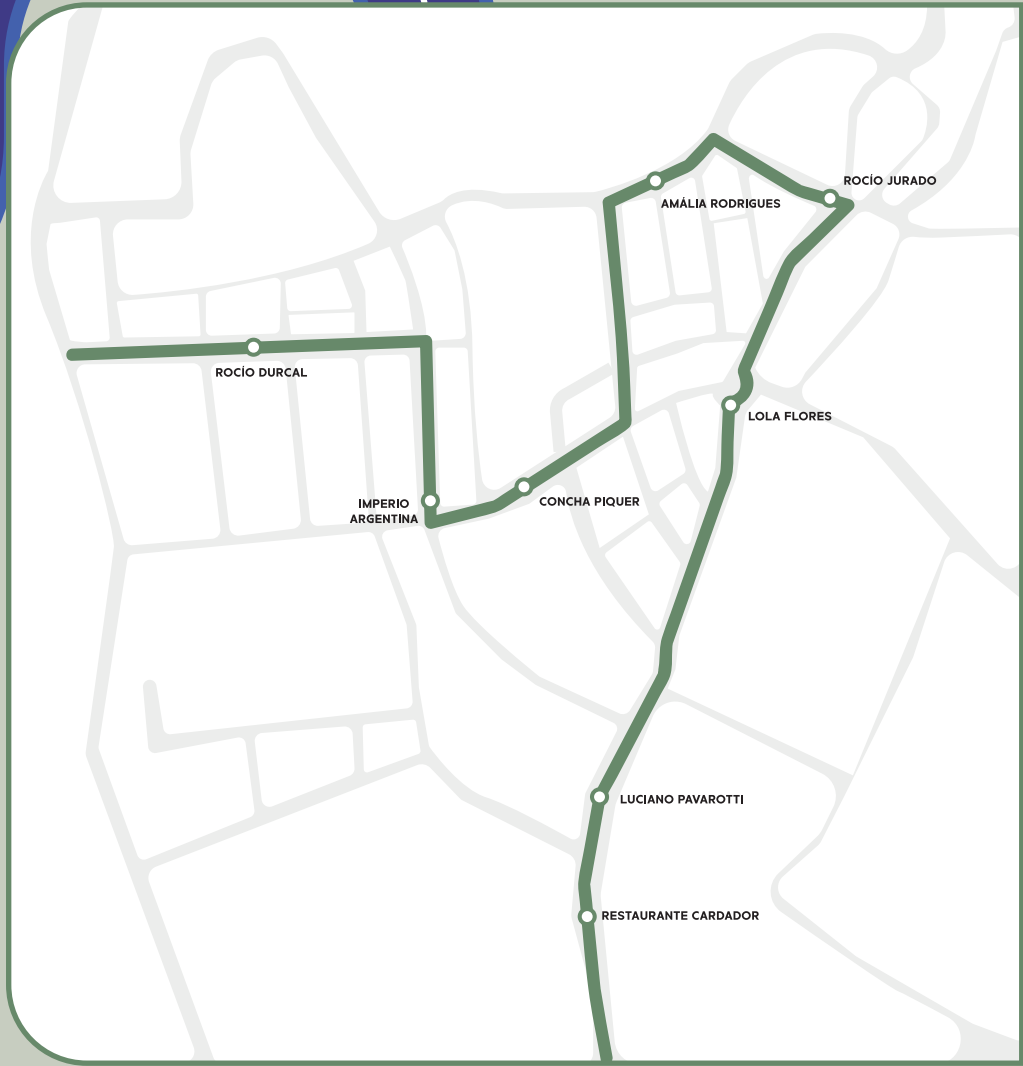 ROCÍO JURADO
AMÁLIA RODRIGUES
ROCÍO DURCAL
LOLA FLORES
IMPERIO
ARGENTINA
CONCHA PIQUER
LUCIANO PAVAROTTI
RESTAURANTE CARDADOR